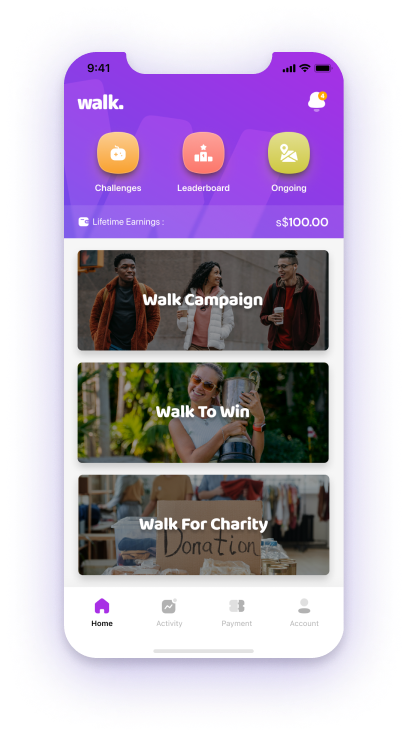 9:41
walk.
4
Challenges
Leaderboard
Ongoing
Lifetime Earnings :
s$100.00
Walk Campaign
Walk To Win
Walk For Charity
Donation
Home
Activity
Payment
Account